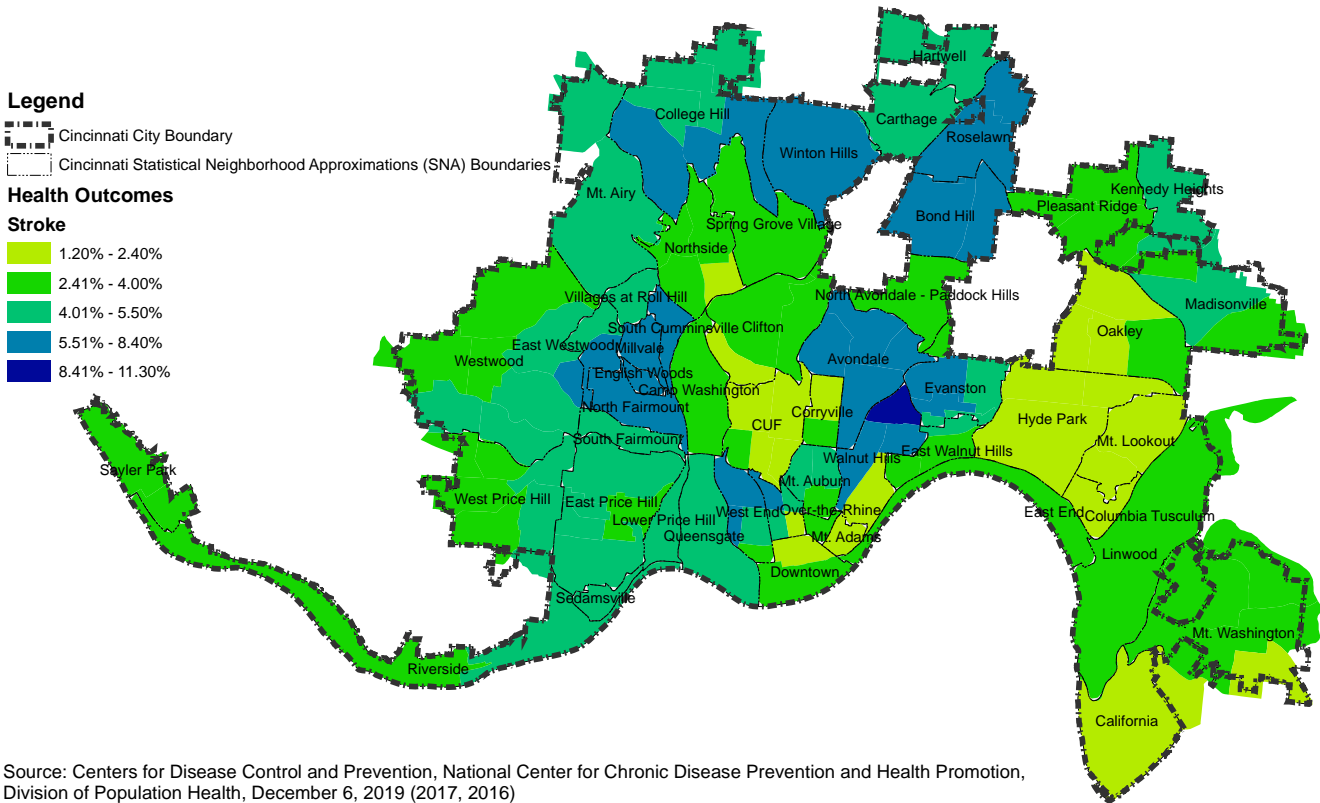 Legend
Cincinnati City Boundary
Cincinnati Statistical Neighborhood Approximations (SNA) Boundaries
Health Outcomes
Stroke
1.20% - 2.40%
2.41% - 4.00%
4.01% - 5.50%
5.51% - 8.40%
8.41% - 11.30%
Hartwell
College Hill
Carthage
Roselawn
Winton Hills
Mt. Airy
Kennedy Heights
Pleasant Ridge
Bond Hill
Spring Grove Village
Northside
Villages at Roll Hill
North Avondale - Paddock Hills
Madisonville
South Cumminsville
Clifton
Oakley
East Westwood
Millvale
Westwood
Avondale
English Woods
Camp Washington
Evanston
North Fairmount
Corryville
Hyde Park
CUF
South Fairmount
Mt. Lookout
Walnut Hills
East Walnut Hills
Sayler Park
Mt. Auburn
West Price Hill
East Price Hill
Lower Price Hill
West End
Over-the-Rhine
East End
Columbia Tusculum
Queensgate
Mt. Adams
Linwood
Downtown
Sedamsville
Mt. Washington
Riverside
California
Source: Centers for Disease Control and Prevention, National Center for Chronic Disease Prevention and Health Promotion,
Division of Population Health, December 6, 2019 (2017, 2016)